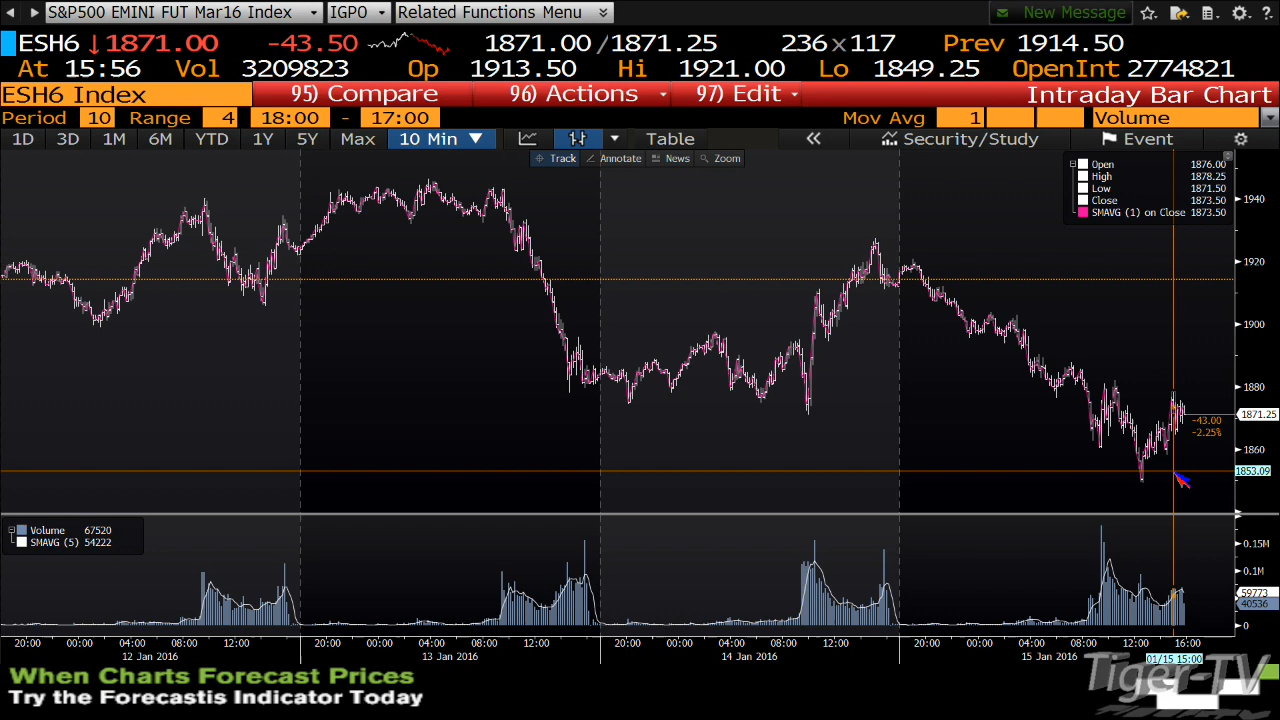 S&P500 EMINI FUT Mar16 Index IGPO Related Functions Menu New Message
ESH6 ↓1871.00 -43.50 1871.00/1871.25 236x117 Prev 1914.50
At 15:56 Vol 3209823 Op 1913.50 Hi 1921.00 Lo 1849.25 OpenInt 2774821
ESH6 Index 95) Compare 96) Actions 97) Edit Intraday Bar Chart
Period 10 Range 4 18:00 - 17:00 Mov Avg 1 Volume
1D 3D 1M 6M YTD 1Y 5Y Max 10 Min ▼ Table « Security/Study Event
Track Annotate News Zoom
Open 1876.00
High 1878.25
Low 1871.50
Close 1873.50
SMAVG (1) on Close 1873.50
1940
1920
1900
1880
1871.25
-43.00
-2.25%
1860
1853.09
Volume 67520
SMAVG (5) 54222
0.15M
0.1M
59773
40536
0
20:00 00:00 04:00 08:00 12:00 20:00 00:00 04:00 08:00 12:00 20:00 00:00 04:00 08:00 12:00 20:00 00:00 04:00 08:00 12:00 16:00
12 Jan 2016 13 Jan 2016 14 Jan 2016 15 Jan 2016 01/15 15:00
When Charts Forecast Prices
Try the Forecastis Indicator Today
Tiger-TV